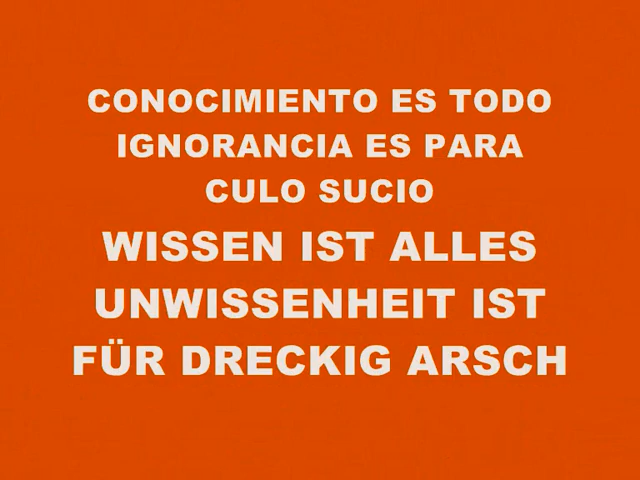 CONOCIMIENTO ES TODO
IGNORANCIA ES PARA
CULO SUCIO
WISSEN IST ALLES
UNWISSENHEIT IST
FÜR DRECKIG ARSCH